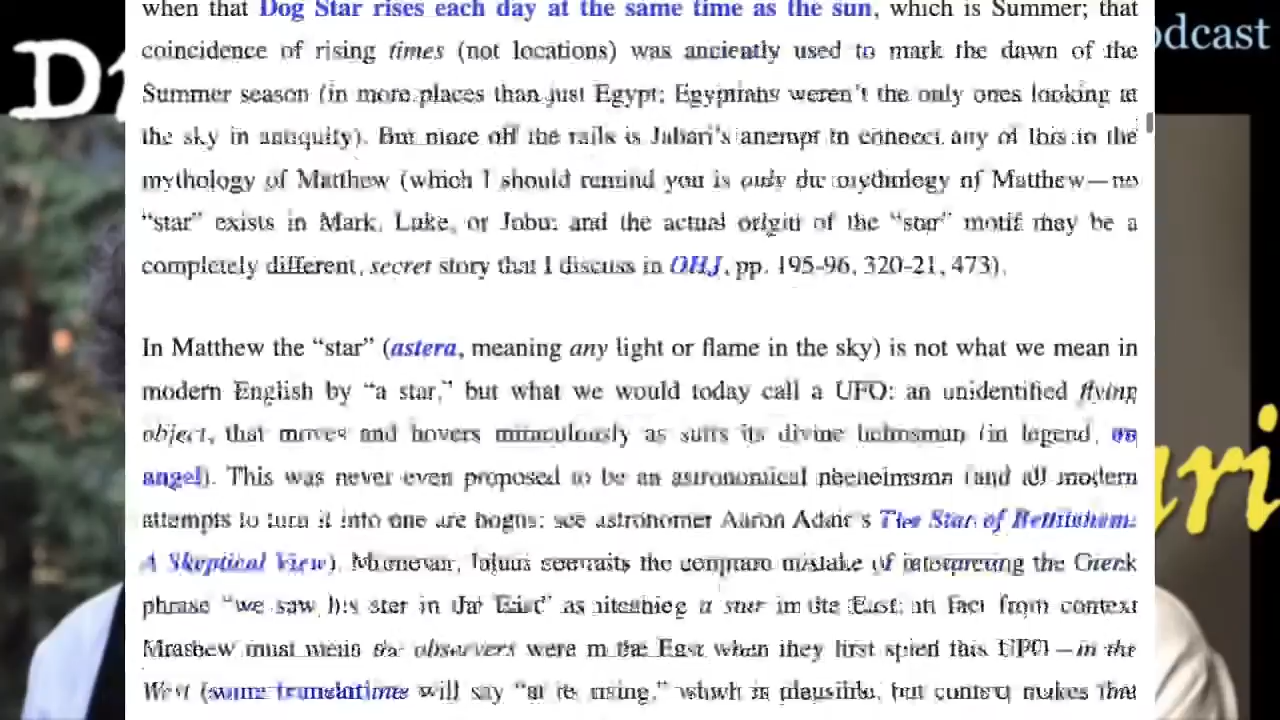 when that Dog Star rises each day at the same time as the sun, which is Summer; that
odcast
coincidence of rising times (not locations) was anciently used to mark the dawn of the
D
Summer season (in more places than just Egypt; Egyptians weren't the only ones looking at
the sky in antiquity). But more off the rails is Jabari's attempt to connect any of this to the
mythology of Matthew (which I should remind you is only the mythology of Matthew—no
"star" exists in Mark, Luke, or John; and the actual origin of the "star" motif may be a
completely different, secret story that I discuss in OHJ, pp. 195-96, 320-21, 473).
In Matthew the "star" (astera, meaning any light or flame in the sky) is not what we mean in
modern English by "a star," but what we would today call a UFO: an unidentified flying
object, that moves and hovers miraculously as suits its divine helmsman (in legend, an
ari
angel). This was never even proposed to be an astronomical phenomenon (and all modern
attempts to turn it into one are bogus: see astronomer Aaron Adair's The Star of Bethlehem:
A Skeptical View). Moreover, commits the mistake of interpreting the Greek
phrase "we saw his star in the East" as a star in the East; in fact from context
Matthew must mean the observers were in the East when they first spied this UFO—in the
West (some translations will say "at its rising," which is plausible, but context makes that